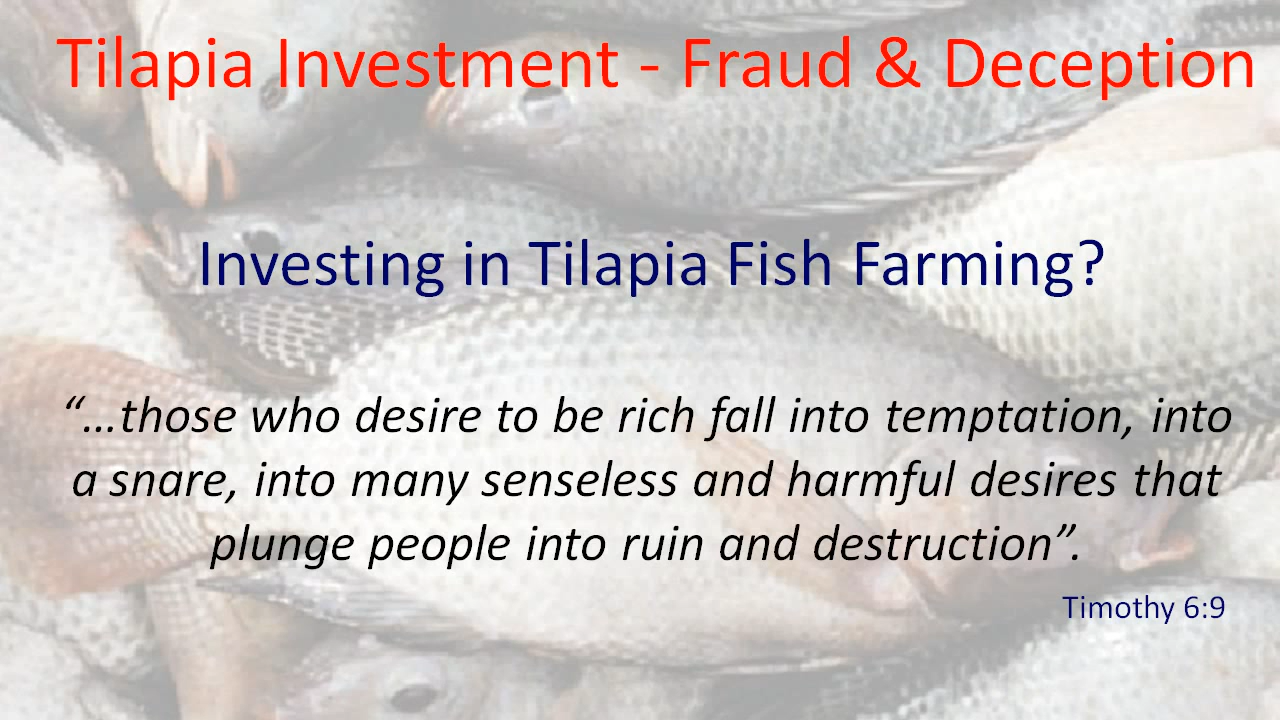 Tilapia Investment - Fraud & Deception
Investing in Tilapia Fish Farming?
“…those who desire to be rich fall into temptation, into
a snare, into many senseless and harmful desires that
plunge people into ruin and destruction”.
Timothy 6:9